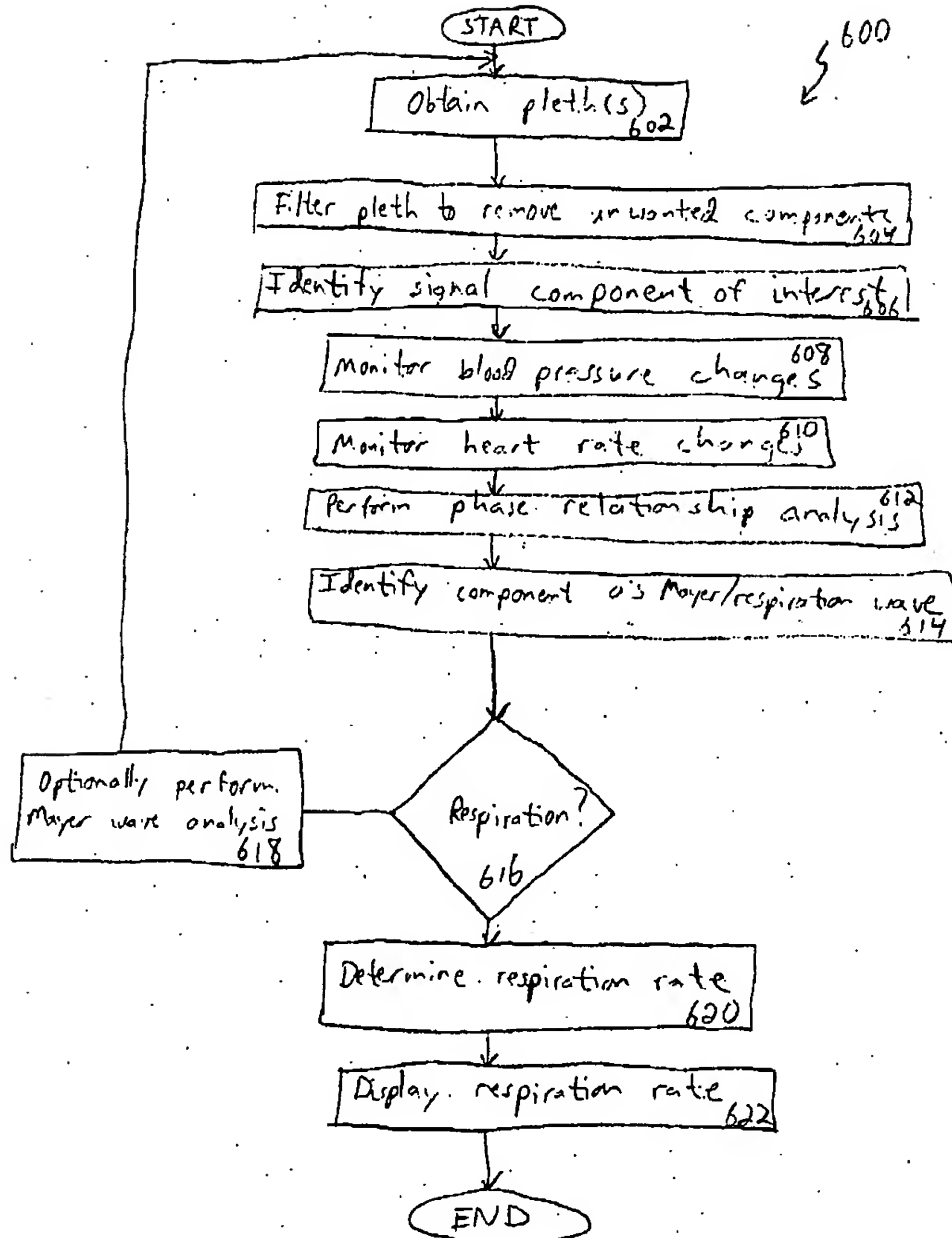 START
600
Obtain pleth(s)
602
Filter pleth to remove unwanted components
604
Identify signal component of interest
606
608
Monitor blood pressure changes
610
Monitor heart rate changes
612
Perform phase relationship analysis
Identify component as Mayer/respiration wave
614
Optionally perform
Mayer wave analysis
618
Respiration?
616
Determine respiration rate
620
Display respiration rate
622
END